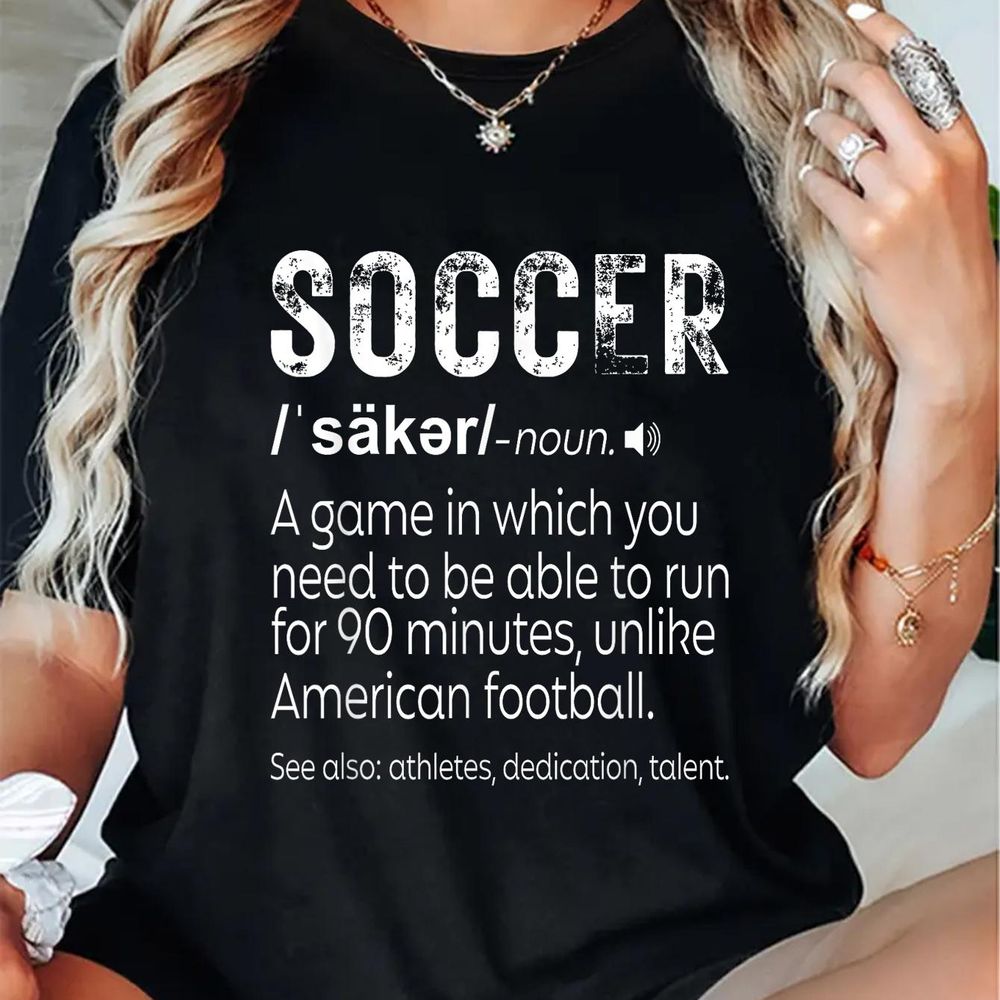 SOCCER
/ˈsäkər/-noun.
A game in which you
need to be able to run
for 90 minutes, unlike
American football.
See also: athletes, dedication, talent.